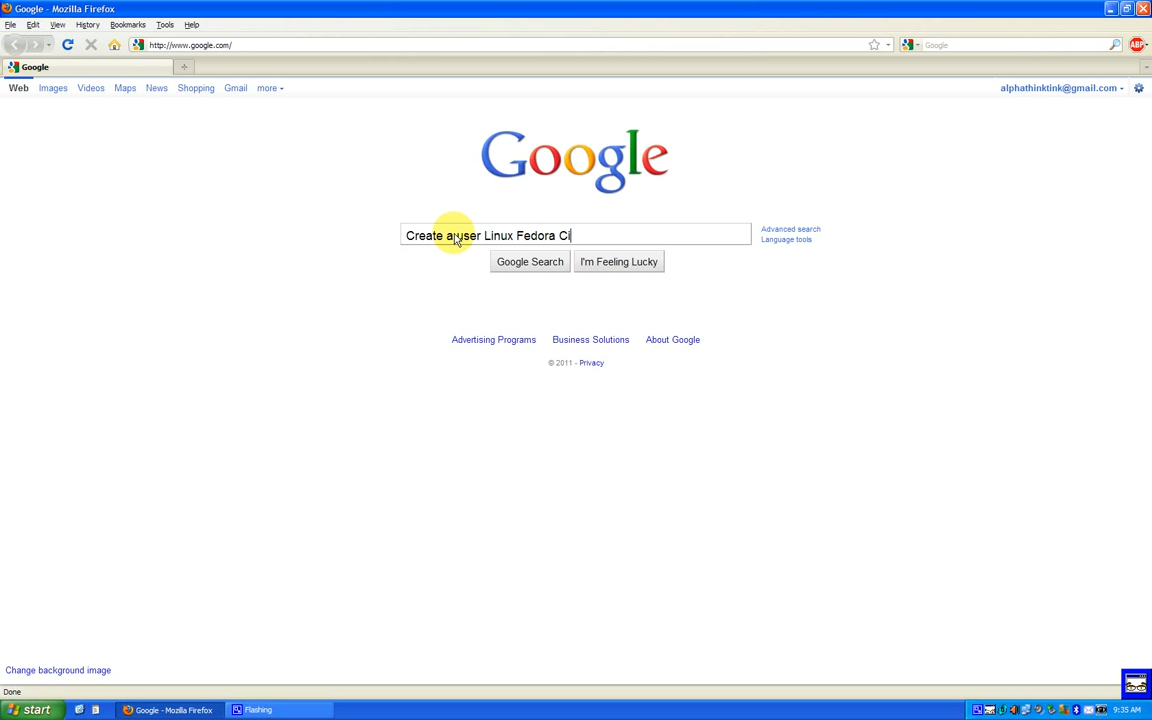 Google - Mozilla Firefox
File Edit View History Bookmarks Tools Help
http://www.google.com/ Google ABP
Google
Web Images Videos Maps News Shopping Gmail more alphathinktink@gmail.com
Google
Create a user Linux Fedora Ci
Advanced search
Language tools
Google Search I'm Feeling Lucky
Advertising Programs Business Solutions About Google
© 2011 - Privacy
Change background image
Done
start Google - Mozilla Firefox Flashing 9:35 AM